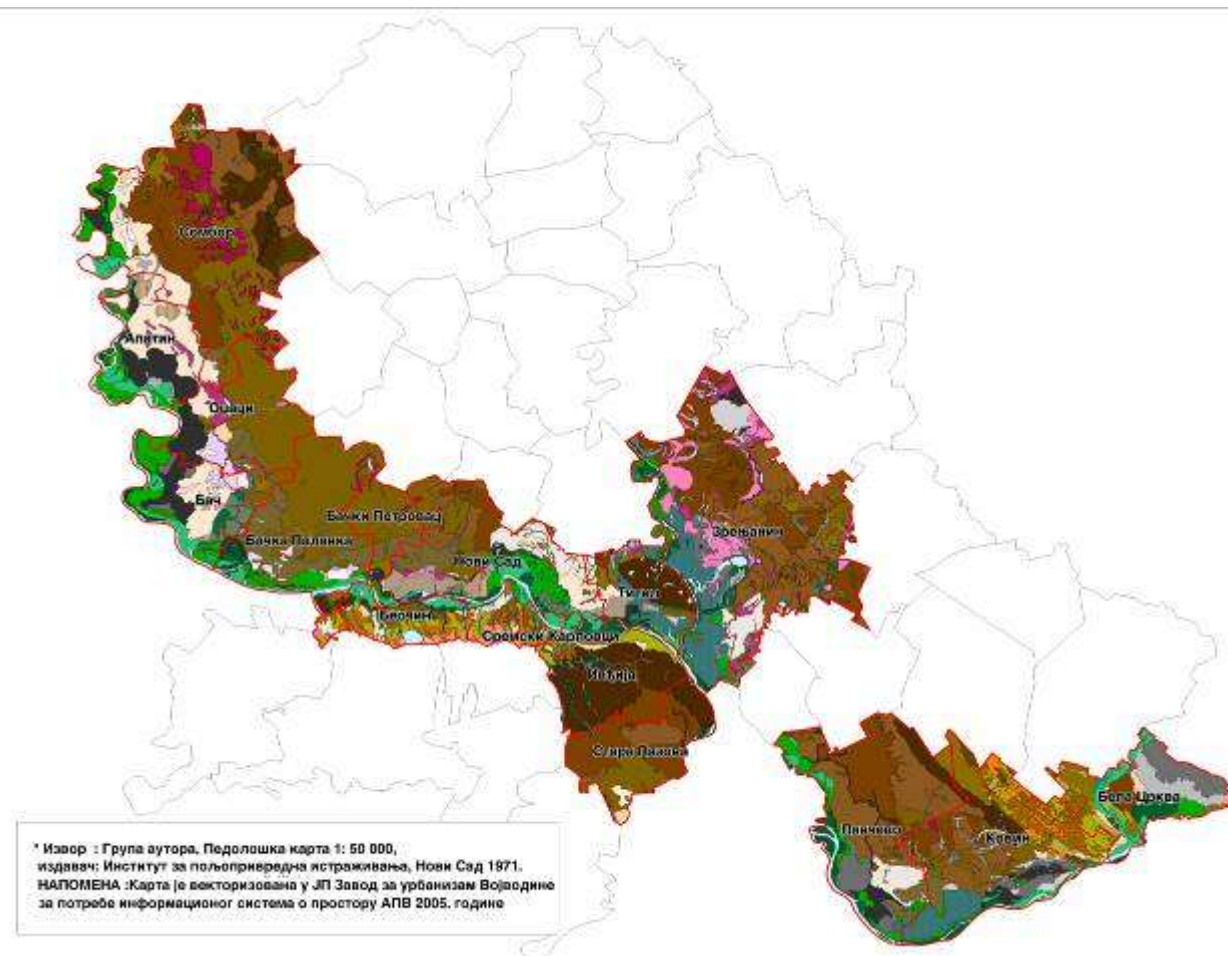 Сомбор
Апатин
Оџаци
Бач
Бачки Петровац
Бачка Паланка
Нови Сад
Зрењанин
Тител
Беочин
Сремски Карловци
Инђија
Стара Пазова
Бела Црква
Панчево
Ковин
* Извор : Група аутора, Педолошка карта 1: 50 000,
издавач: Институт за пољопривредна истраживања, Нови Сад 1971.
НАПОМЕНА :Карта је векторизована у ЈП Завод за урбанизам Војводине
за потребе информационог система о простору АПВ 2005. године